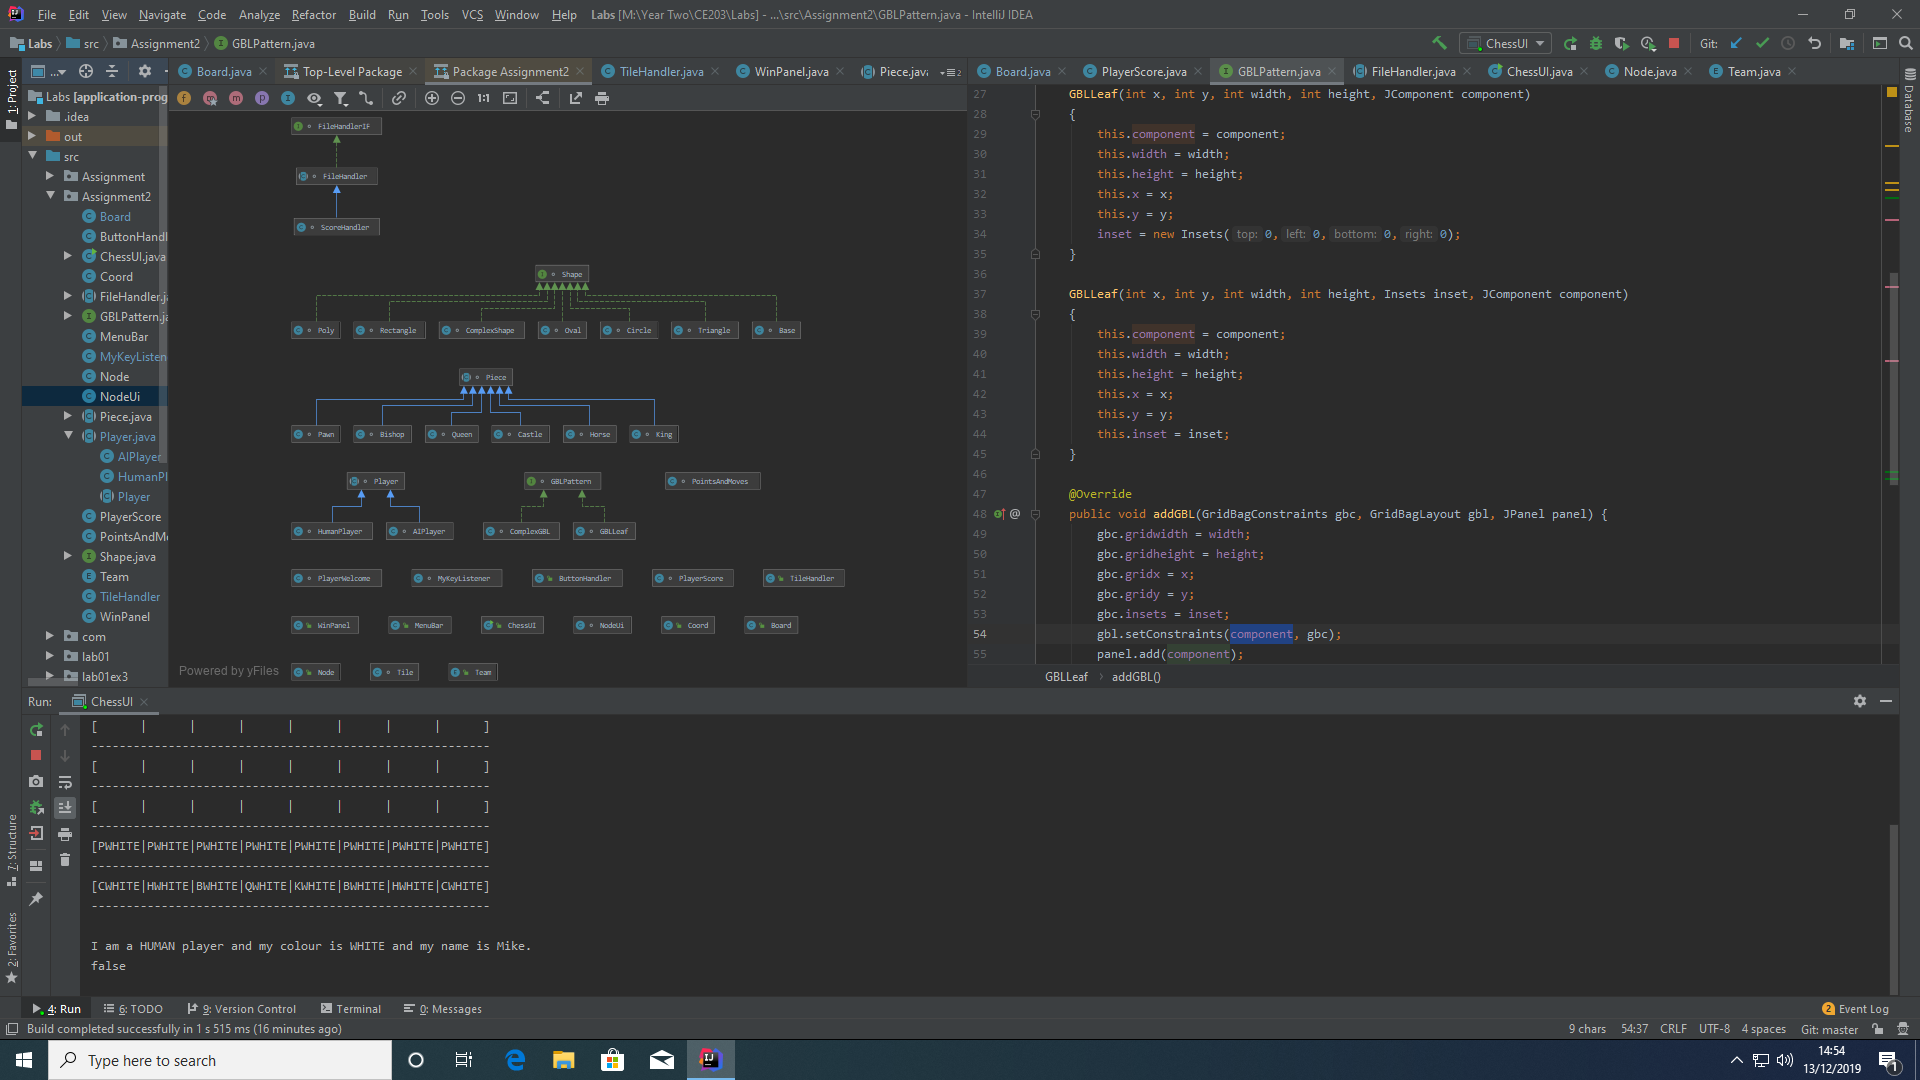 File Edit View Navigate Code Analyze Refactor Build Run Tools VCS Window Help Labs [M:\Year Two\CE203\Labs] - ...\src\Assignment2\GBLPattern.java - IntelliJ IDEA
Labs src Assignment2 GBLPattern.java
ChessUI Git:
Board.java Top-Level Package Package Assignment2 TileHandler.java WinPanel.java Piece.java
Board.java PlayerScore.java GBLPattern.java FileHandler.java ChessUI.java Node.java Team.java
1: Project
7: Structure
2: Favorites
Database
Labs [application-prog
.idea
out
src
Assignment
Assignment2
Board
ButtonHandl
ChessUI.java
Coord
FileHandler.ja
GBLPattern.ja
MenuBar
MyKeyListen
Node
NodeUi
Piece.java
Player.java
AIPlayer
HumanPl
Player
PlayerScore
PointsAndMo
Shape.java
Team
TileHandler
WinPanel
com
lab01
lab01ex3
1:1
FileHandlerIF
FileHandler
ScoreHandler
Shape
Poly Rectangle ComplexShape Oval Circle Triangle Base
Piece
Pawn Bishop Queen Castle Horse King
Player GBLPattern PointsAndMoves
HumanPlayer AIPlayer ComplexGBL GBLLeaf
PlayerWelcome MyKeyListener ButtonHandler PlayerScore TileHandler
WinPanel MenuBar ChessUI NodeUi Coord Board
Node Tile Team
Powered by yFiles
27 GBLLeaf(int x, int y, int width, int height, JComponent component)
28 {
29 this.component = component;
30 this.width = width;
31 this.height = height;
32 this.x = x;
33 this.y = y;
34 inset = new Insets( top: 0, left: 0, bottom: 0, right: 0);
35 }
36
37 GBLLeaf(int x, int y, int width, int height, Insets inset, JComponent component)
38 {
39 this.component = component;
40 this.width = width;
41 this.height = height;
42 this.x = x;
43 this.y = y;
44 this.inset = inset;
45 }
46
47 @Override
48 @ public void addGBL(GridBagConstraints gbc, GridBagLayout gbl, JPanel panel) {
49 gbc.gridwidth = width;
50 gbc.gridheight = height;
51 gbc.gridx = x;
52 gbc.gridy = y;
53 gbc.insets = inset;
54 gbl.setConstraints(component, gbc);
55 panel.add(component);
GBLLeaf › addGBL()
Run: ChessUI
[ | | | | | | | ]
---------------------------------------------------------
[ | | | | | | | ]
---------------------------------------------------------
[ | | | | | | | ]
---------------------------------------------------------
[PWHITE|PWHITE|PWHITE|PWHITE|PWHITE|PWHITE|PWHITE|PWHITE]
---------------------------------------------------------
[CWHITE|HWHITE|BWHITE|QWHITE|KWHITE|BWHITE|HWHITE|CWHITE]
---------------------------------------------------------
I am a HUMAN player and my colour is WHITE and my name is Mike.
false
4: Run 6: TODO 9: Version Control Terminal 0: Messages 2 Event Log
Build completed successfully in 1 s 515 ms (16 minutes ago) 9 chars 54:37 CRLF UTF-8 4 spaces Git: master
Type here to search
14:54
13/12/2019
1